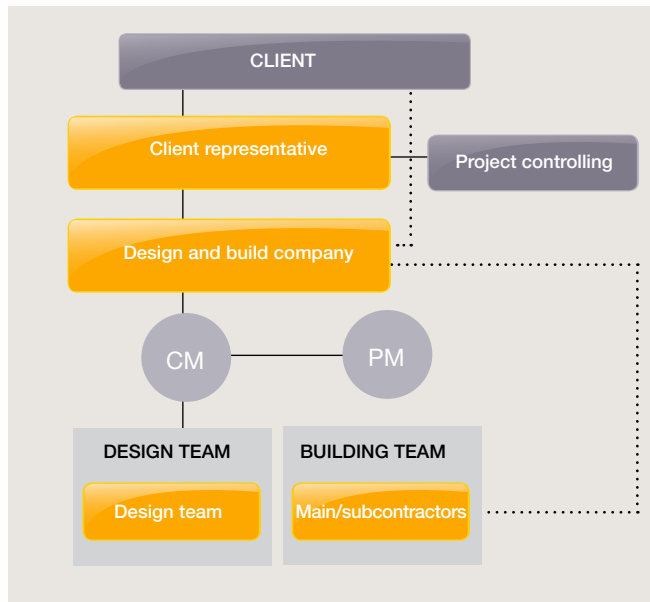 CLIENT
Client representative
Project controlling
Design and build company
CM
PM
DESIGN TEAM
BUILDING TEAM
Design team
Main/subcontractors